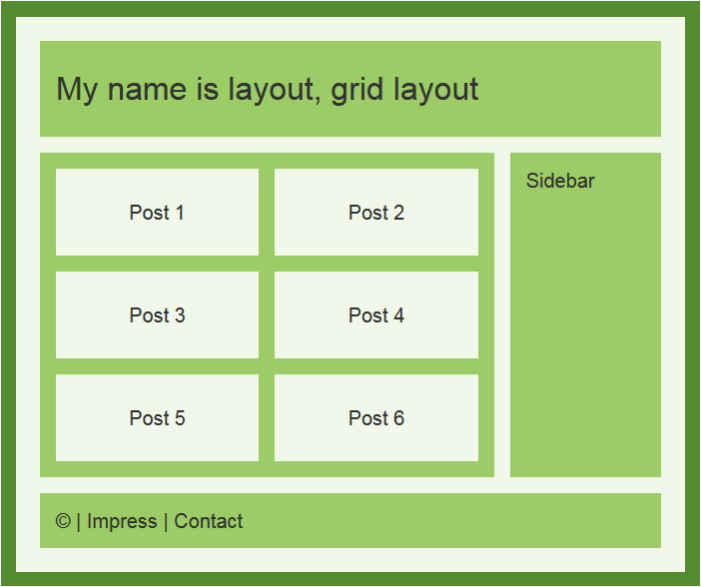 My name is layout, grid layout
Post 1
Post 2
Sidebar
Post 3
Post 4
Post 5
Post 6
© | Impress | Contact